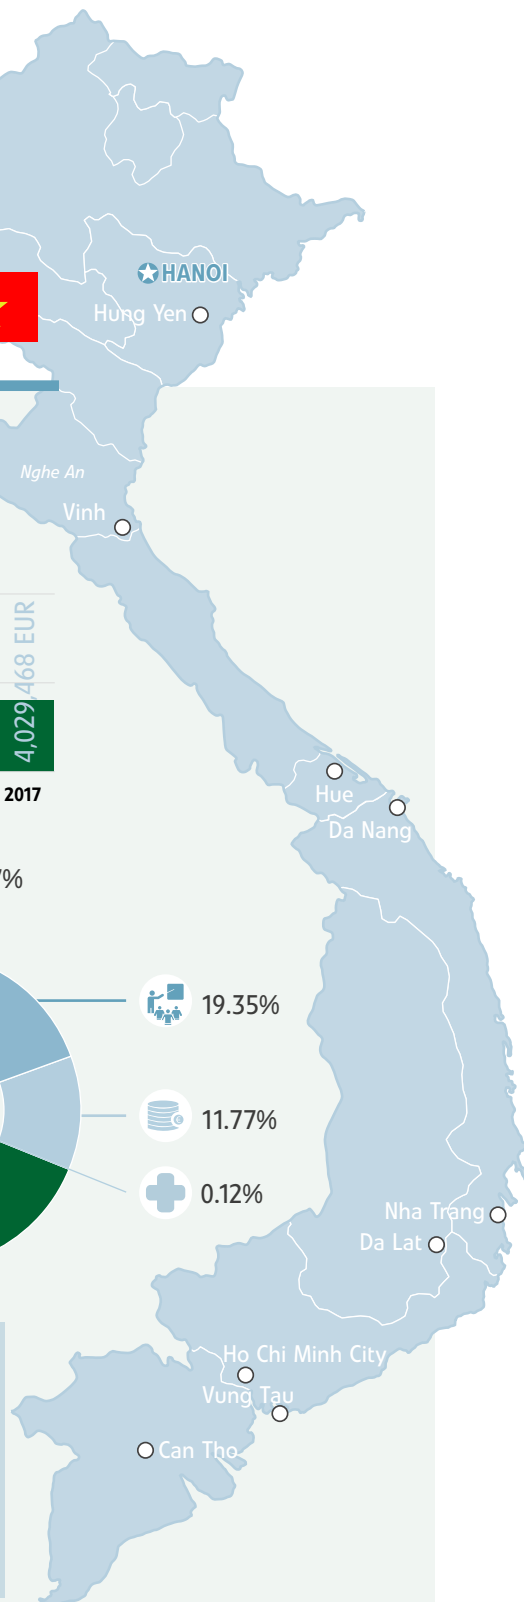 HANOI
Hung Yen
Nghe An
Vinh
4,029,468 EUR
2017
Hue
Da Nang
%
19.35%
11.77%
0.12%
Nha Trang
Da Lat
Ho Chi Minh City
Vung Tau
Can Tho